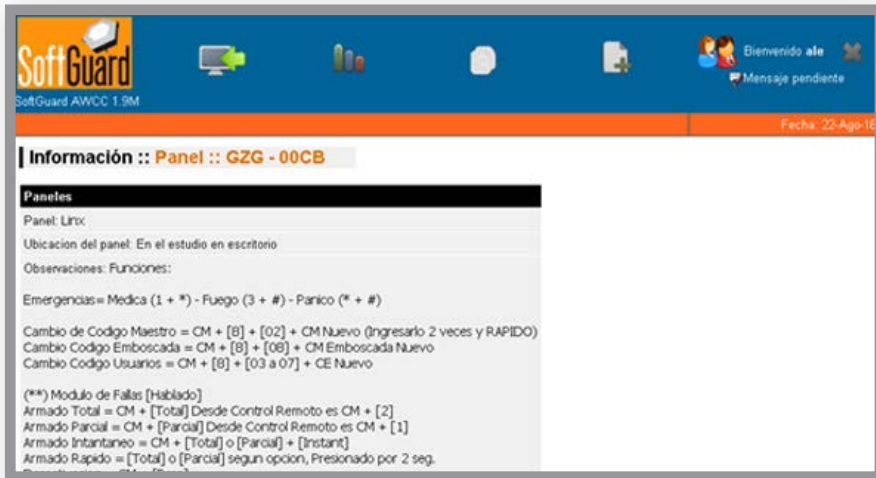 SoftGuard
SoftGuard AWCC 1.9M
Bienvenido ale
Mensaje pendiente
Fecha: 22-Ago-16
Información :: Panel :: GZG - 00CB
Paneles
Panel: Linx
Ubicacion del panel: En el estudio en escritorio
Observaciones: Funciones:
Emergencias= Medica (1 + *) - Fuego (3 + #) - Panico (* + #)
Cambio de Codigo Maestro = CM + [8] + [02] + CM Nuevo (Ingresarlo 2 veces y RAPIDO)
Cambio Codigo Emboscada = CM + [8] + [08] + CM Emboscada Nuevo
Cambio Codigo Usuarios = CM + [8] + [03 a 07] + CE Nuevo
(**) Modulo de Fallas [Hablado]
Armado Total = CM + [Total] Desde Control Remoto es CM + [2]
Armado Parcial = CM + [Parcial] Desde Control Remoto es CM + [1]
Armado Intantaneo = CM + [Total] o [Parcial] + [Instant]
Armado Rapido = [Total] o [Parcial] segun opcion, Presionado por 2 seg.